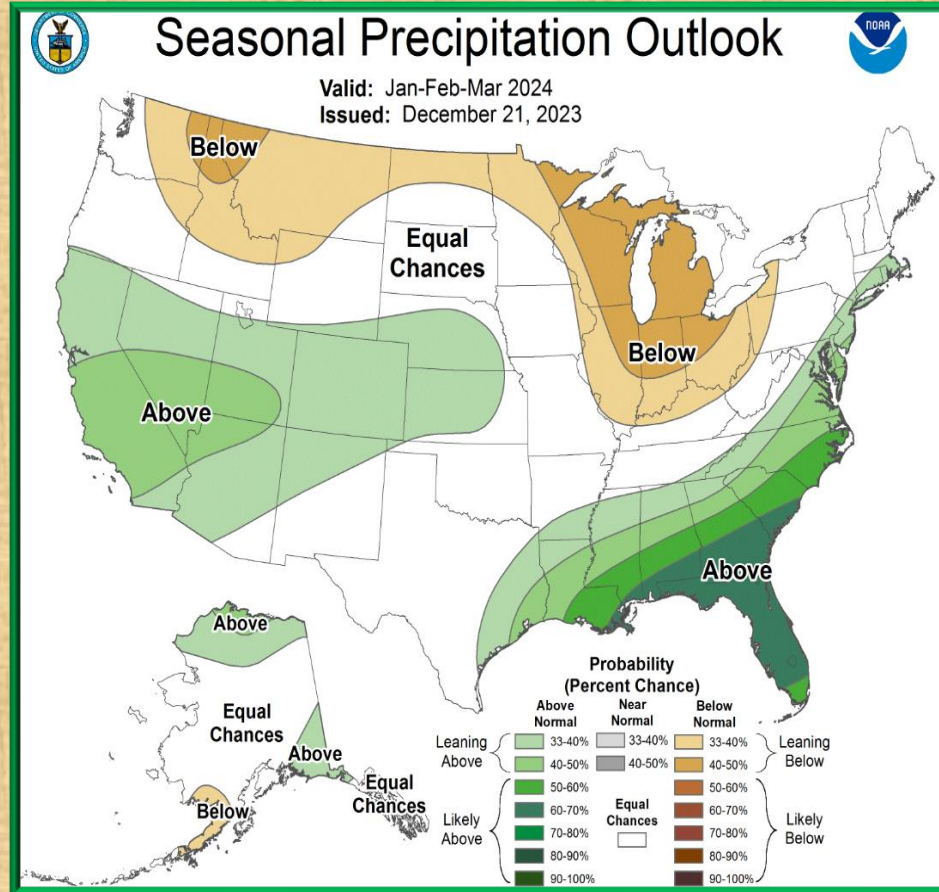 Seasonal Precipitation Outlook
NOAA
Valid: Jan-Feb-Mar 2024
Issued: December 21, 2023
Below
Equal
Chances
Below
Above
Above
Above
Equal
Chances
Above
Equal
Chances
Below
Probability
(Percent Chance)
Above
Normal
Near
Normal
Below
Normal
Leaning
Above
33-40%
33-40%
33-40%
Leaning
Below
40-50%
40-50%
40-50%
Likely
Above
50-60%
60-70%
70-80%
80-90%
90-100%
Equal
Chances
50-60%
60-70%
70-80%
80-90%
90-100%
Likely
Below